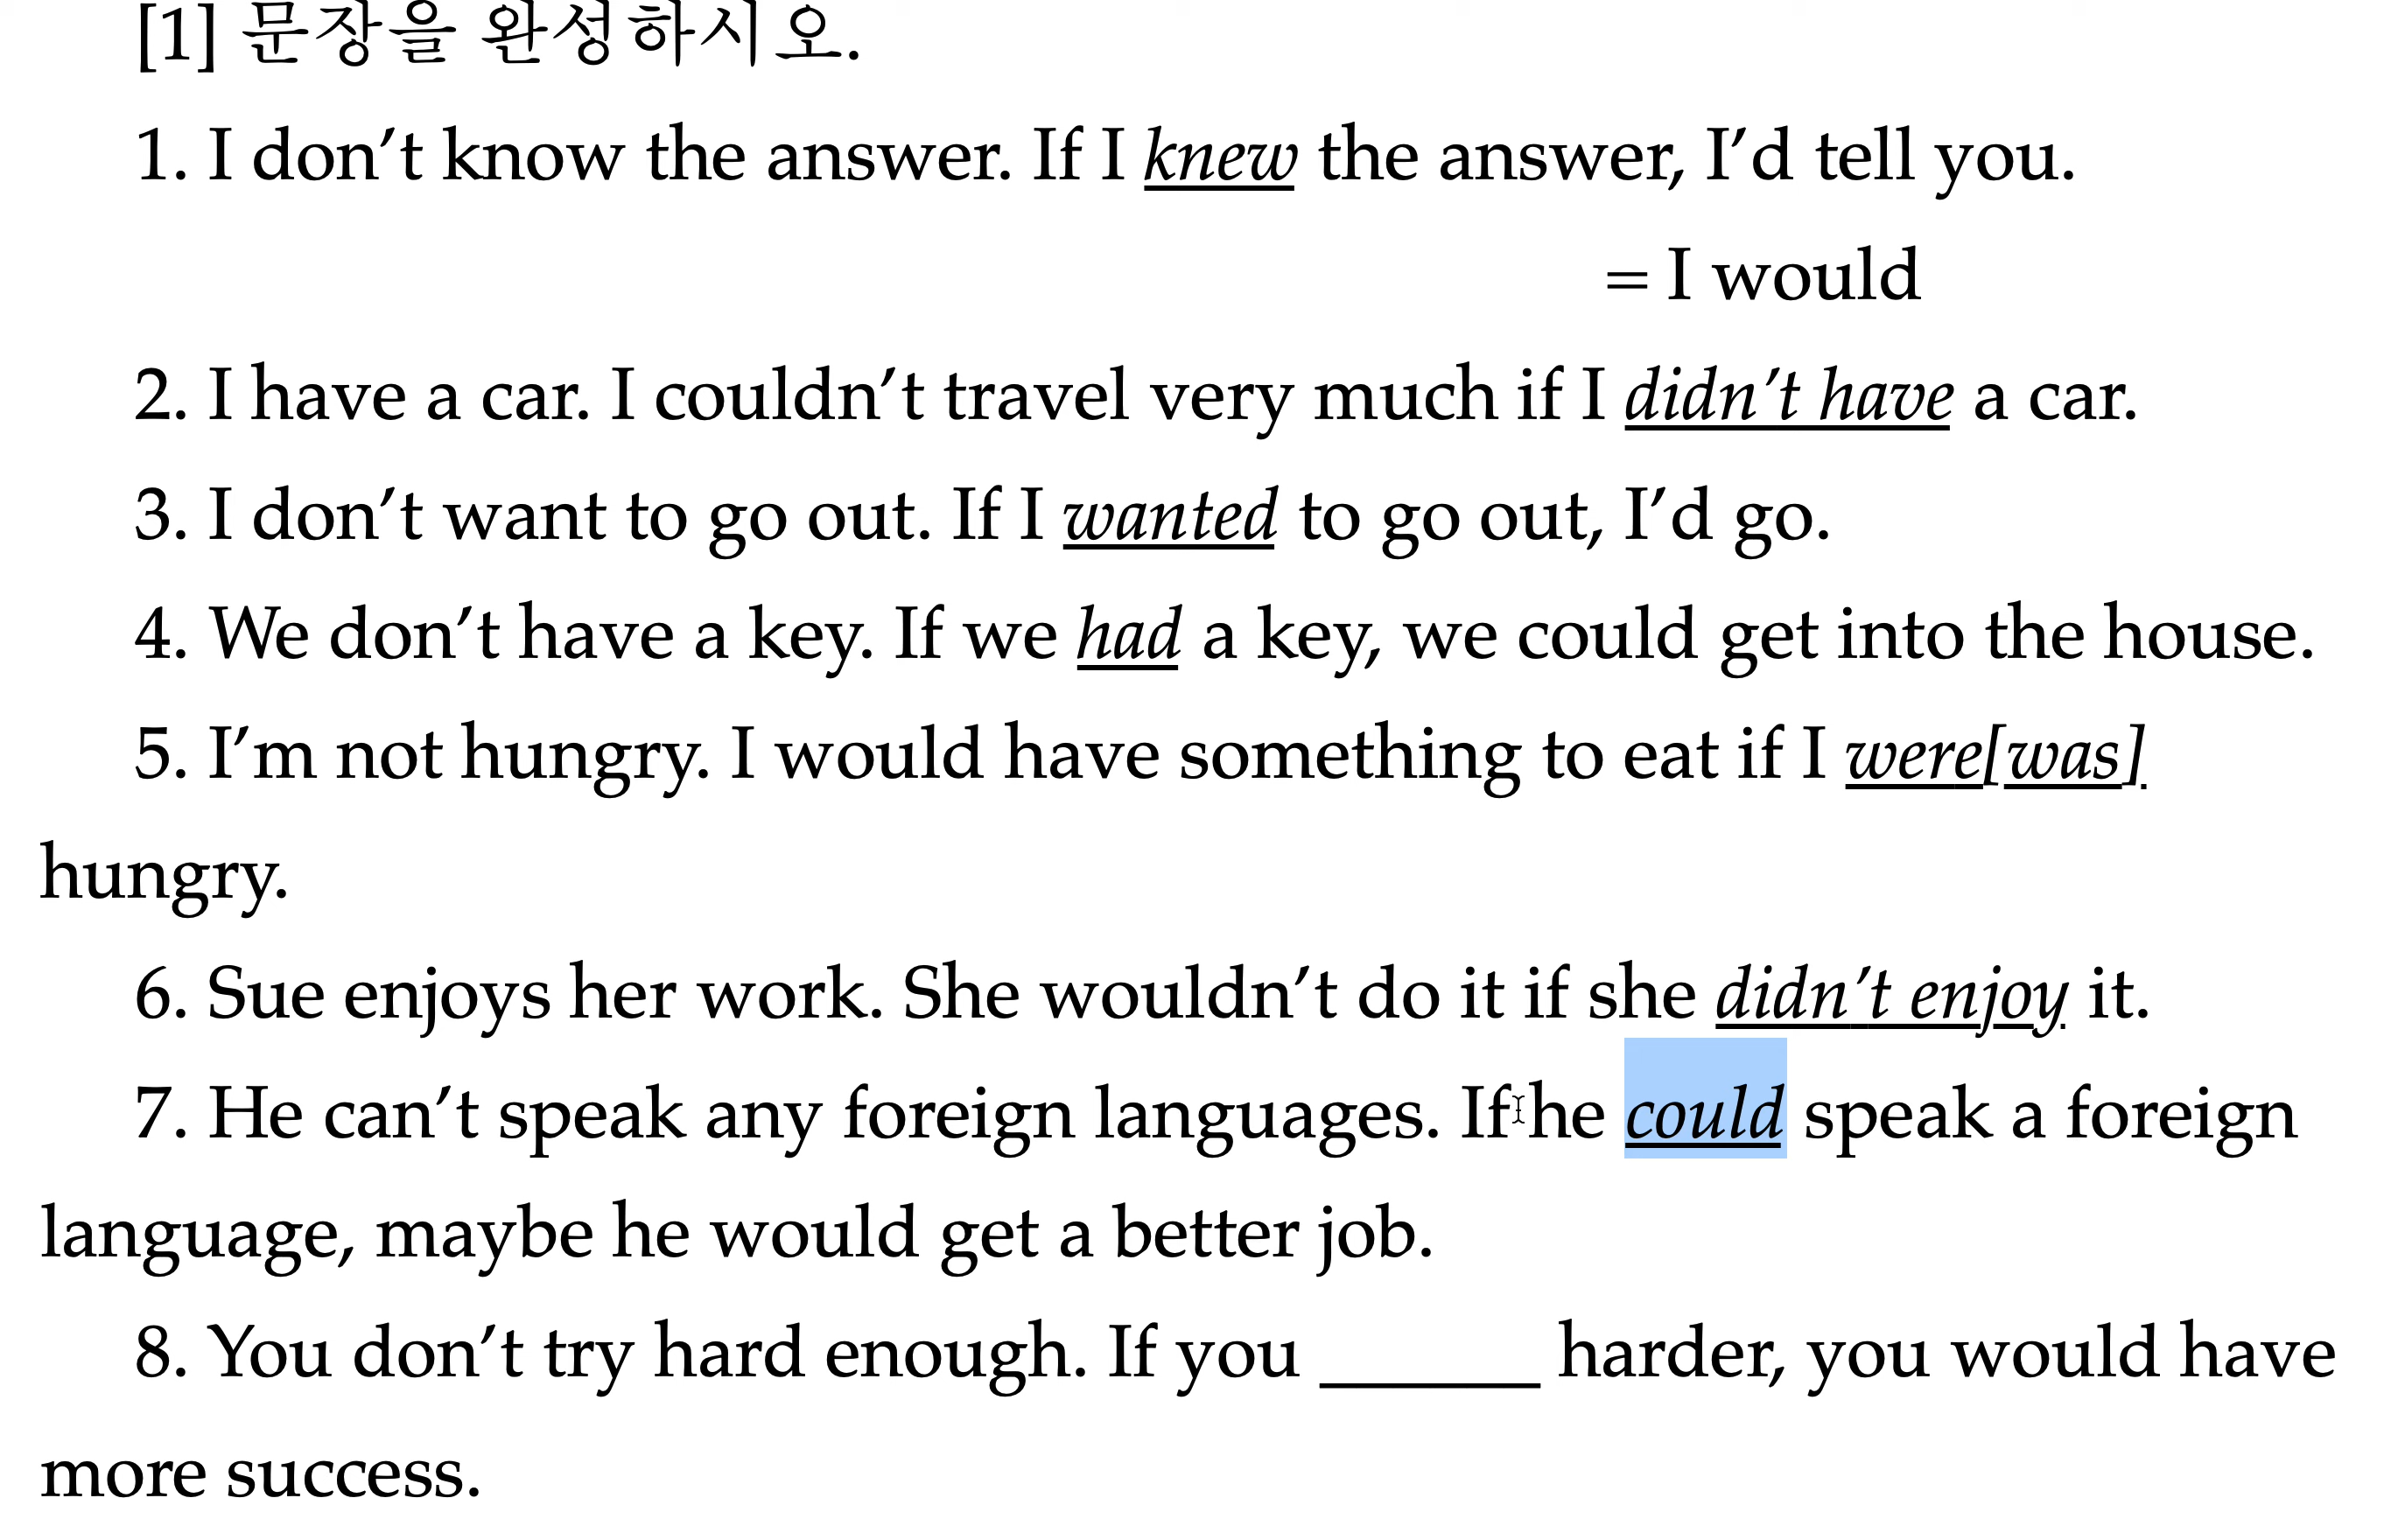 [1] 문장을 완성하시오.
1. I don’t know the answer. If I knew the answer, I’d tell you.
= I would
2. I have a car. I couldn’t travel very much if I didn’t have a car.
3. I don’t want to go out. If I wanted to go out, I’d go.
4. We don’t have a key. If we had a key, we could get into the house.
5. I’m not hungry. I would have something to eat if I were[was]
hungry.
6. Sue enjoys her work. She wouldn’t do it if she didn’t enjoy it.
7. He can’t speak any foreign languages. If he could speak a foreign
language, maybe he would get a better job.
8. You don’t try hard enough. If you ______ harder, you would have
more success.